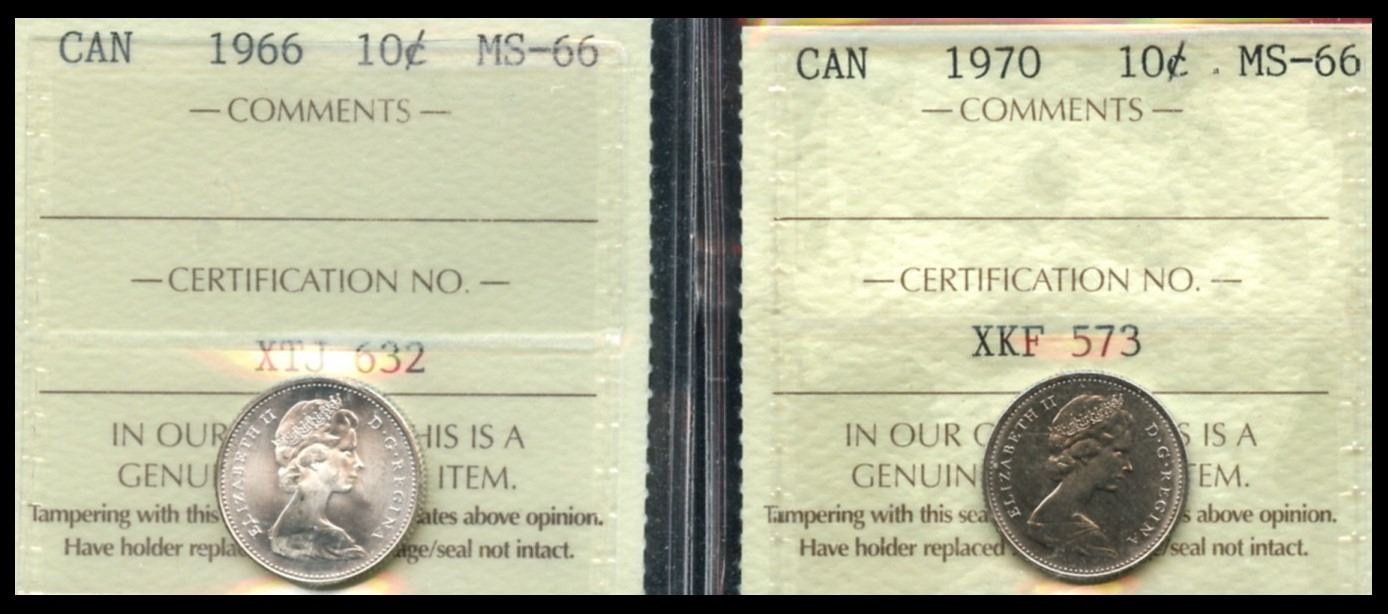 CAN 1966 10¢ MS-66
— COMMENTS —
— CERTIFICATION NO. —
XTJ 632
IN OUR HIS IS A
GENUI ITEM.
Tampering with this ates above opinion.
Have holder repla age/seal not intact.
ELIZABETH II D·G·REGINA
CAN 1970 10¢ MS-66
— COMMENTS —
— CERTIFICATION NO. —
XKF 573
IN OUR S IS A
GENUIN TEM.
Tampering with this sea s above opinion.
Have holder replaced /seal not intact.
ELIZABETH II D·G·REGINA